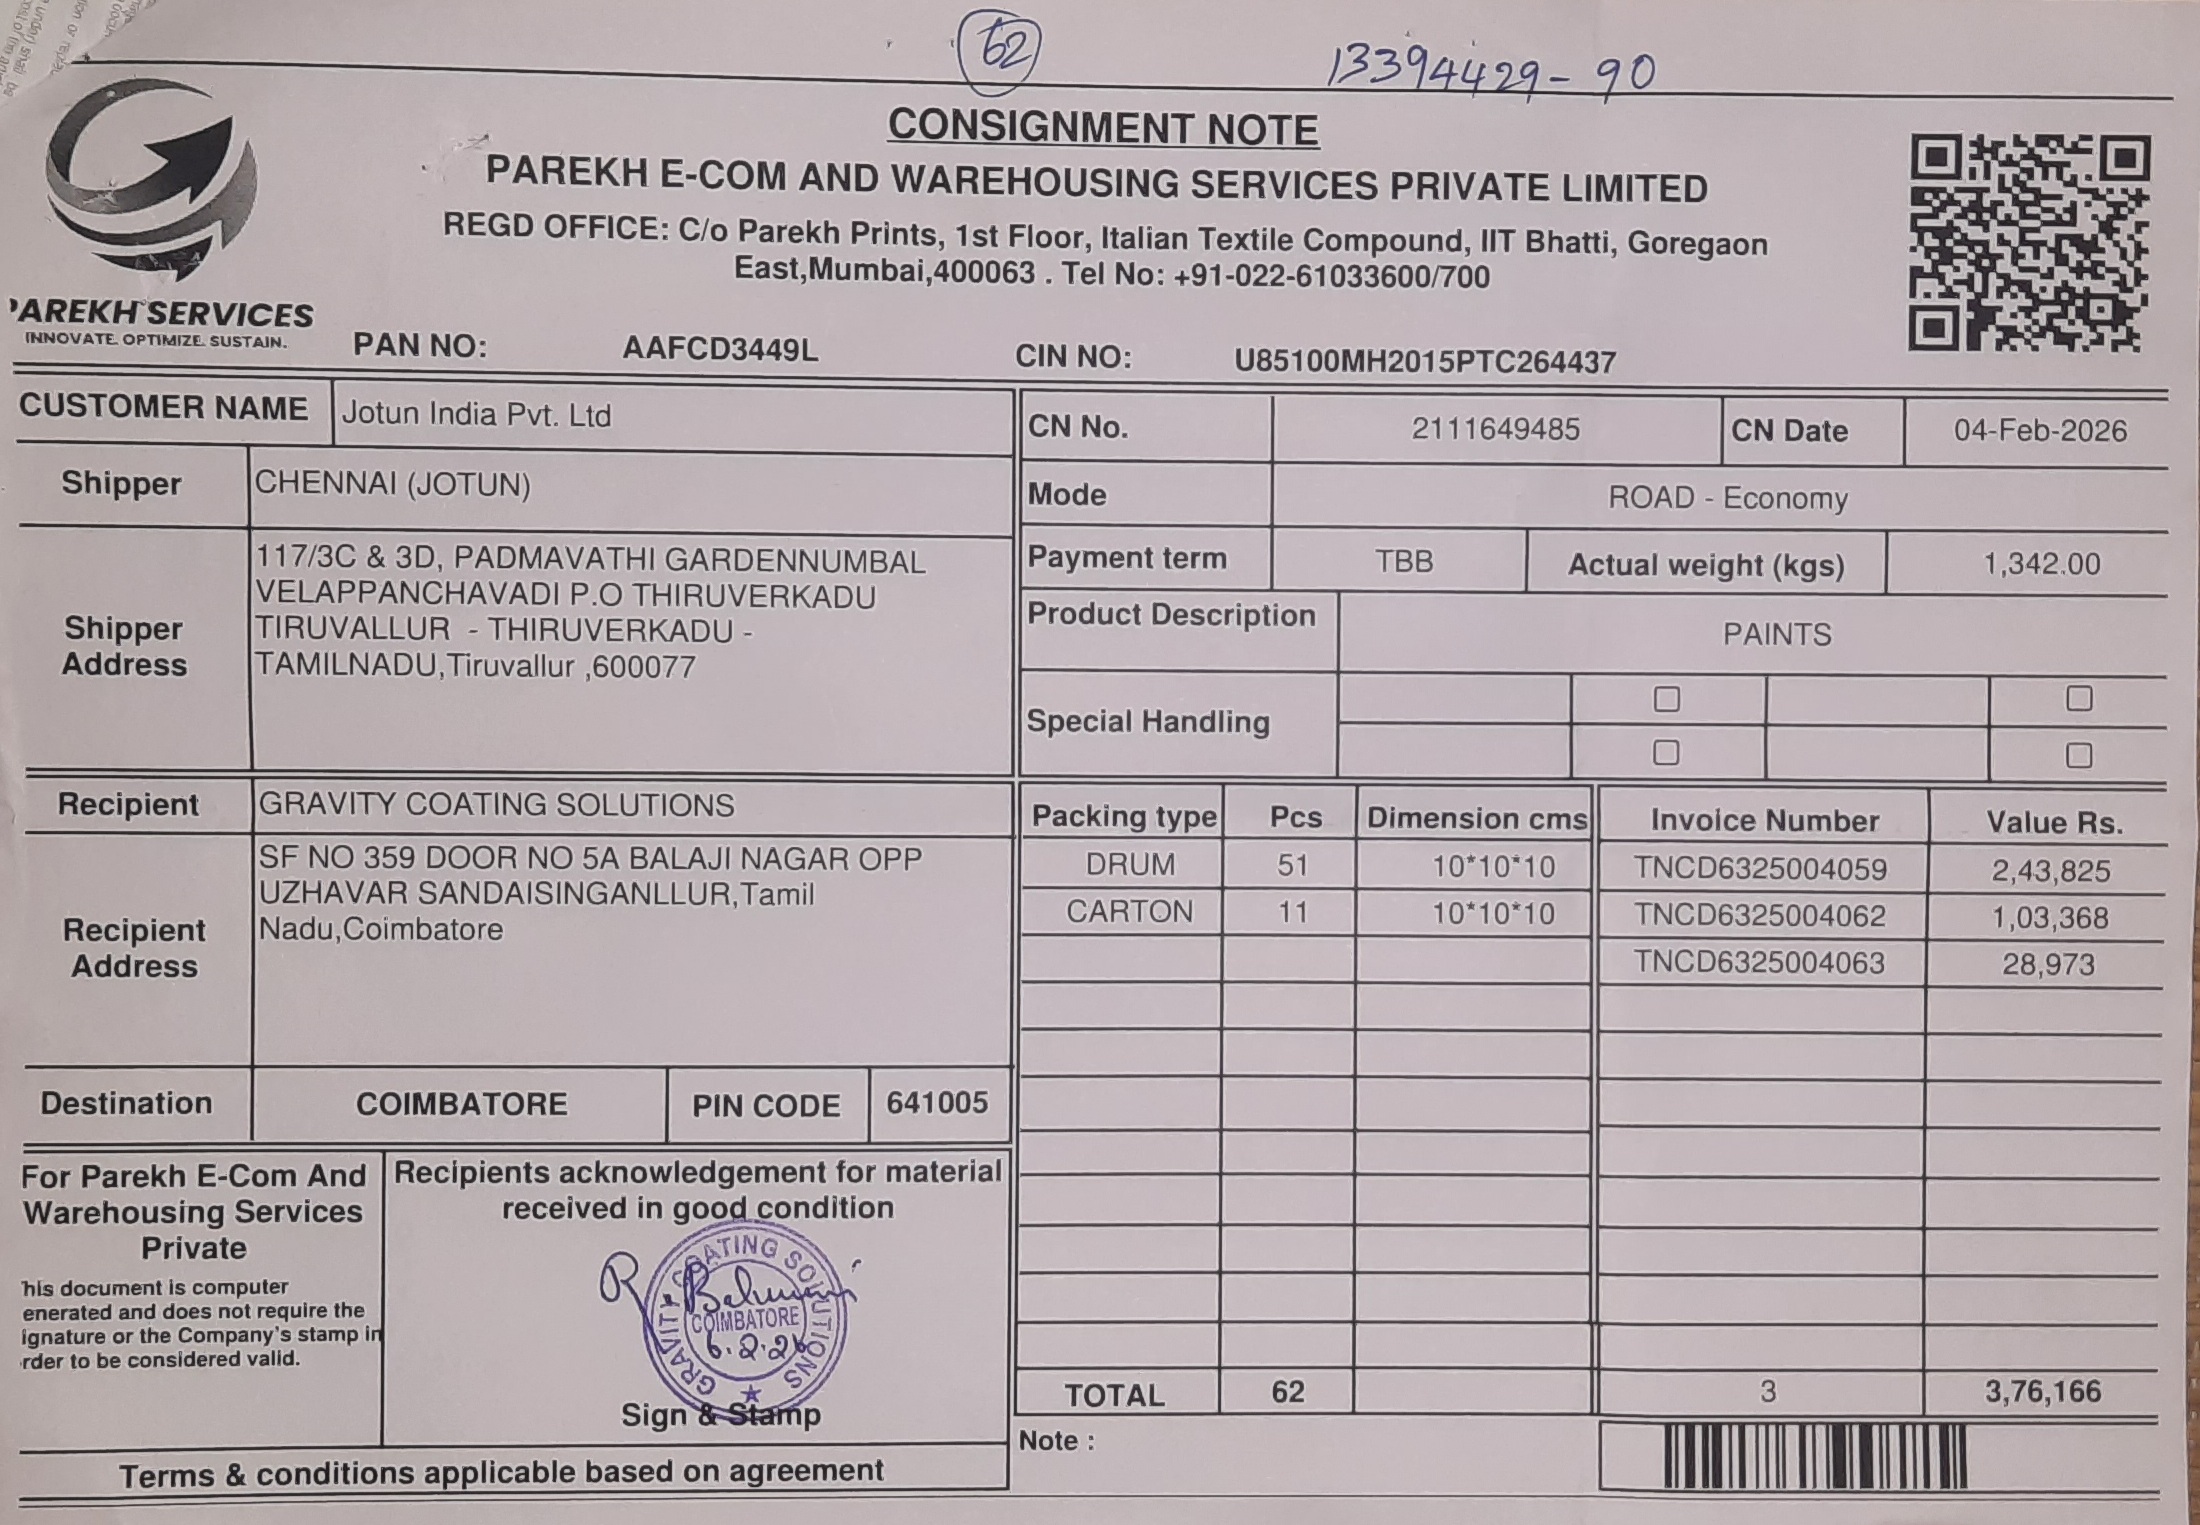 62
13394429-90
CONSIGNMENT NOTE
PAREKH E-COM AND WAREHOUSING SERVICES PRIVATE LIMITED
REGD OFFICE: C/o Parekh Prints, 1st Floor, Italian Textile Compound, IIT Bhatti, Goregaon
East,Mumbai,400063 . Tel No: +91-022-61033600/700
PAREKH SERVICES
INNOVATE. OPTIMIZE. SUSTAIN.
PAN NO: AAFCD3449L CIN NO: U85100MH2015PTC264437
CUSTOMER NAME Jotun India Pvt. Ltd
Shipper CHENNAI (JOTUN)
Shipper Address
117/3C & 3D, PADMAVATHI GARDENNUMBAL
VELAPPANCHAVADI P.O THIRUVERKADU
TIRUVALLUR - THIRUVERKADU -
TAMILNADU,Tiruvallur ,600077
CN No. 2111649485 CN Date 04-Feb-2026
Mode ROAD - Economy
Payment term TBB Actual weight (kgs) 1,342.00
Product Description PAINTS
Special Handling
Recipient GRAVITY COATING SOLUTIONS
Recipient Address
SF NO 359 DOOR NO 5A BALAJI NAGAR OPP
UZHAVAR SANDAISINGANLLUR,Tamil
Nadu,Coimbatore
Destination COIMBATORE PIN CODE 641005
Packing type Pcs Dimension cms Invoice Number Value Rs.
DRUM 51 10*10*10 TNCD6325004059 2,43,825
CARTON 11 10*10*10 TNCD6325004062 1,03,368
TNCD6325004063 28,973
TOTAL 62 3 3,76,166
Note :
For Parekh E-Com And
Warehousing Services
Private
his document is computer
enerated and does not require the
ignature or the Company's stamp in
rder to be considered valid.
Recipients acknowledgement for material
received in good condition
GRAVITY COATING SOLUTIONS
COIMBATORE
6.2.26
Sign & Stamp
Terms & conditions applicable based on agreement